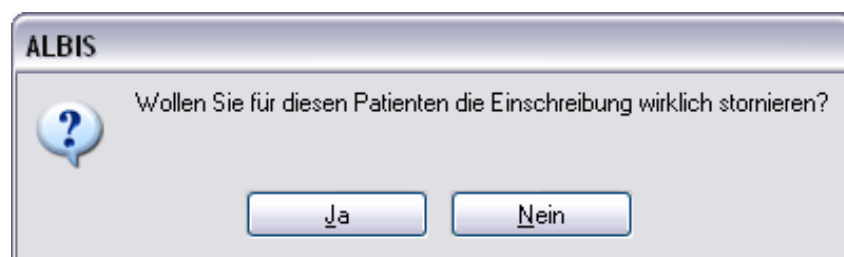 ALBIS
Wollen Sie für diesen Patienten die Einschreibung wirklich stornieren?
Ja Nein